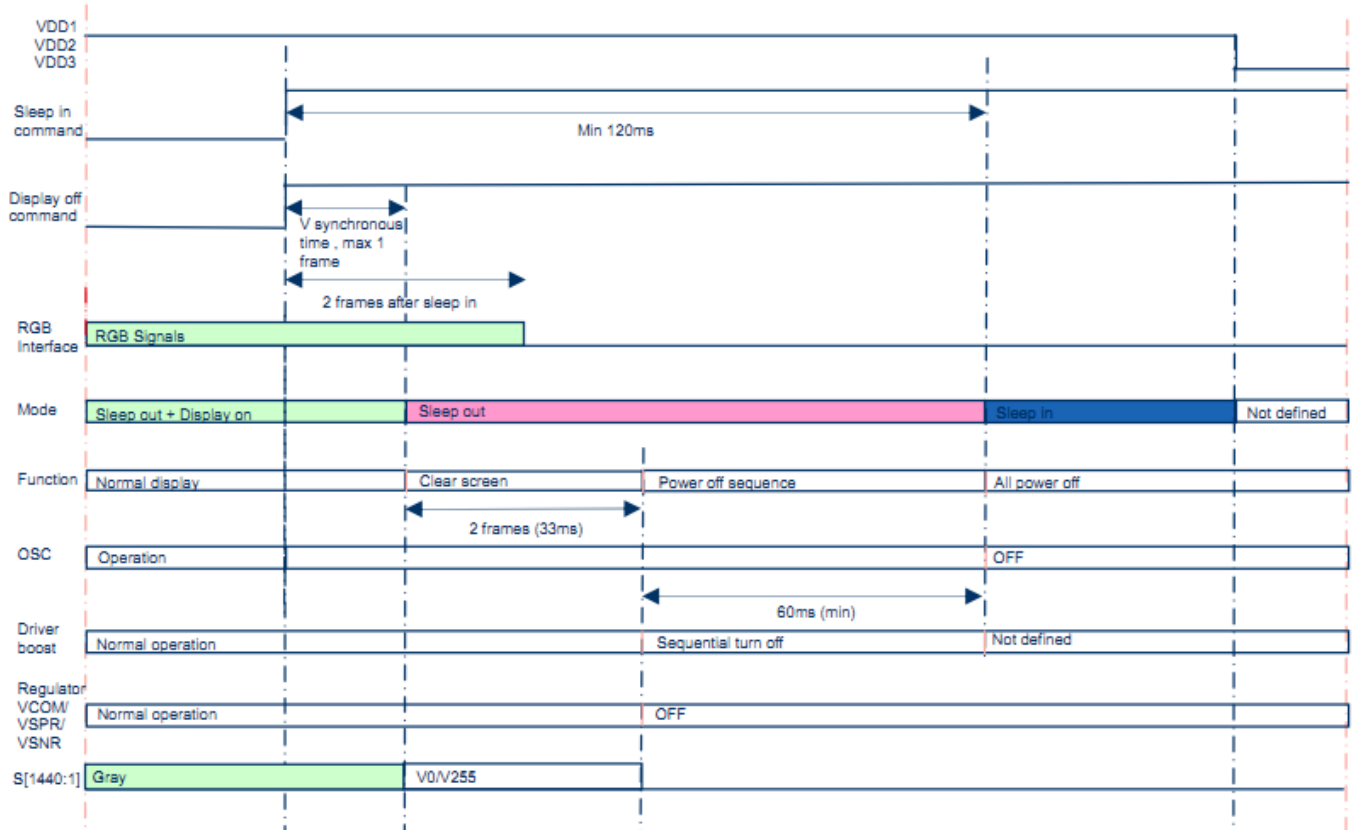 VDD1
VDD2
VDD3
Sleep in
command
Min 120ms
Display off
command
V synchronous
time , max 1
frame
2 frames after sleep in
RGB
Interface
RGB Signals
Mode
Sleep out + Display on
Sleep out
Sleep in
Not defined
Function
Normal display
Clear screen
Power off sequence
All power off
2 frames (33ms)
OSC
Operation
OFF
60ms (min)
Driver
boost
Normal operation
Sequential turn off
Not defined
Regulator
VCOM/
VSPR/
VSNR
Normal operation
OFF
S[1440:1]
Gray
V0/V255